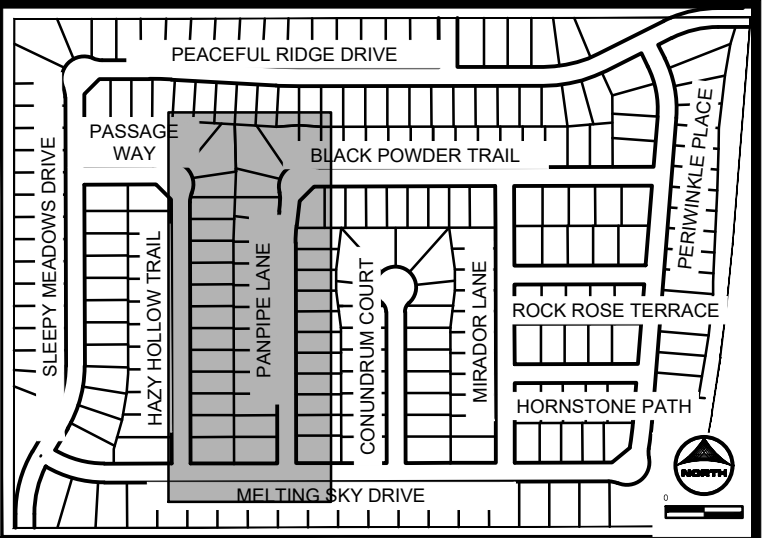 PEACEFUL RIDGE DRIVE
PASSAGE
WAY
BLACK POWDER TRAIL
SLEEPY MEADOWS DRIVE
HAZY HOLLOW TRAIL
PANPIPE LANE
CONUNDRUM COURT
MIRADOR LANE
PERIWINKLE PLACE
ROCK ROSE TERRACE
HORNSTONE PATH
MELTING SKY DRIVE
NORTH
0